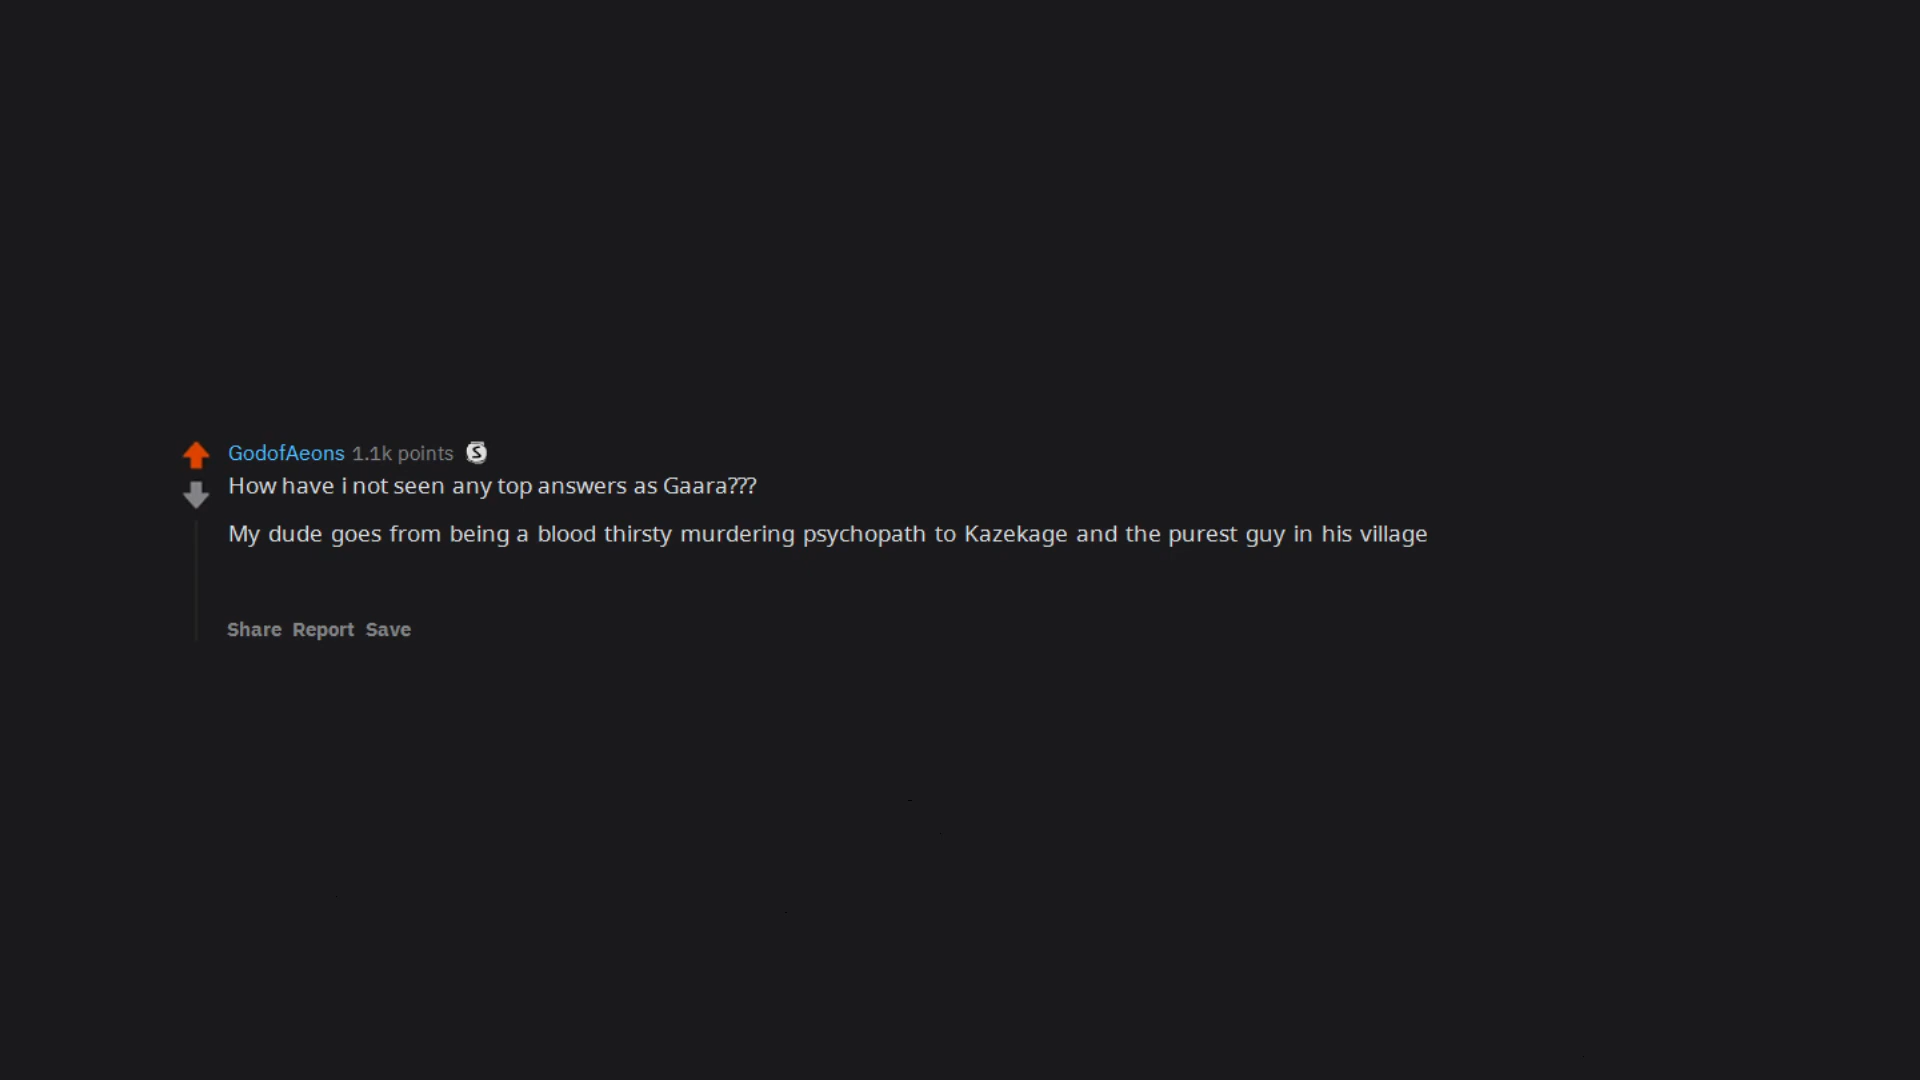 GodofAeons 1.1k points S
How have i not seen any top answers as Gaara???
My dude goes from being a blood thirsty murdering psychopath to Kazekage and the purest guy in his village
Share Report Save